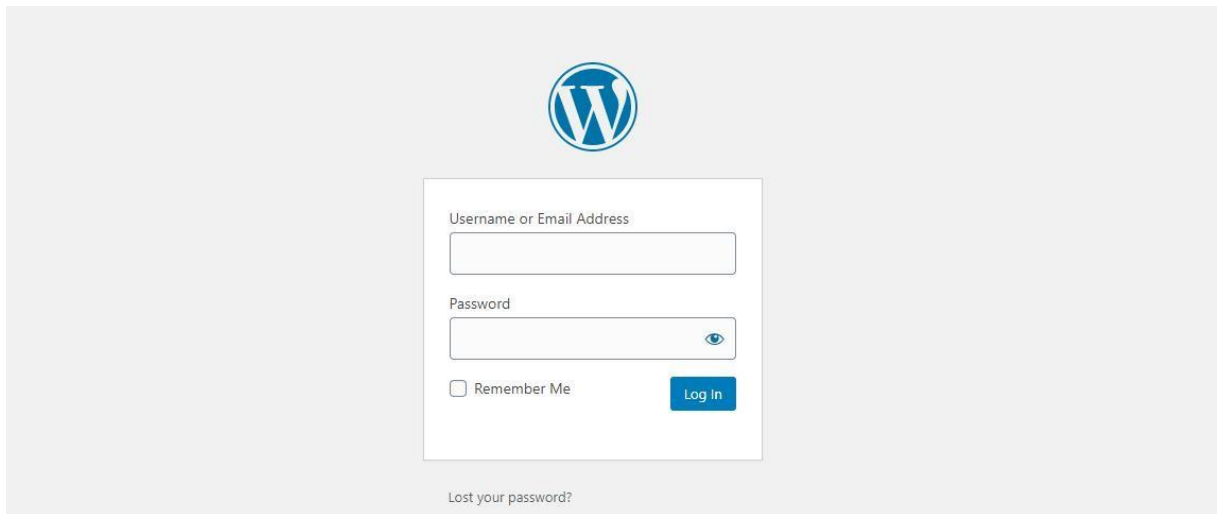 Username or Email Address
Password
Remember Me
Log In
Lost your password?